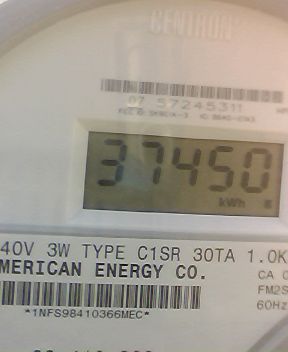 CENTRON®
07 57245311
37450
kWh
40V 3W TYPE C1SR 30TA 1.0K
MERICAN ENERGY CO.
CA 0
FM2S
*1NFS98410366MEC*
60Hz